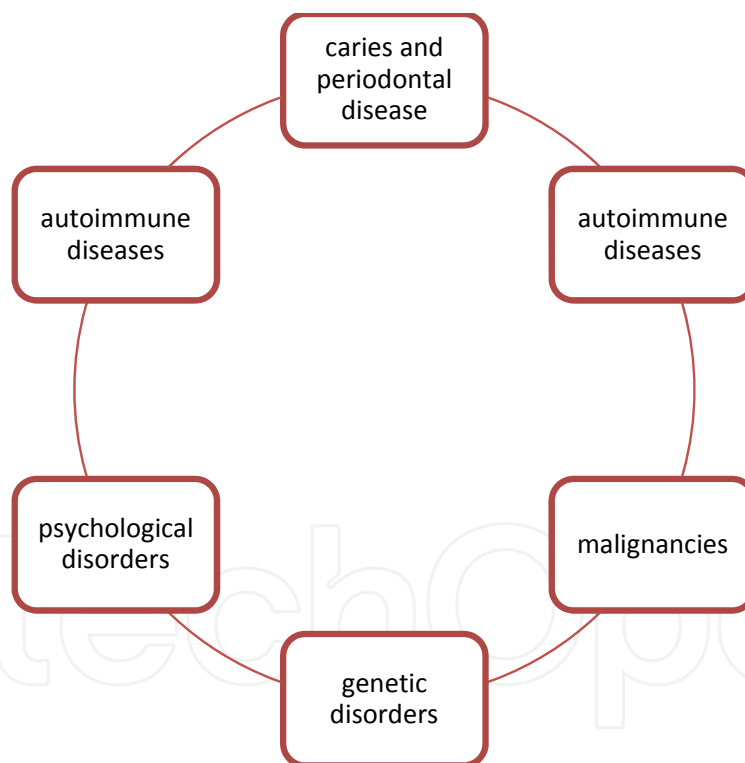 caries and
periodontal
disease
autoimmune
diseases
autoimmune
diseases
psychological
disorders
malignancies
genetic
disorders